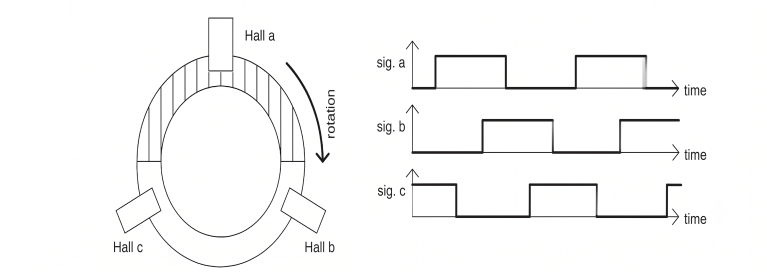 Hall a
rotation
Hall c
Hall b
sig. a
time
sig. b
time
sig. c
time